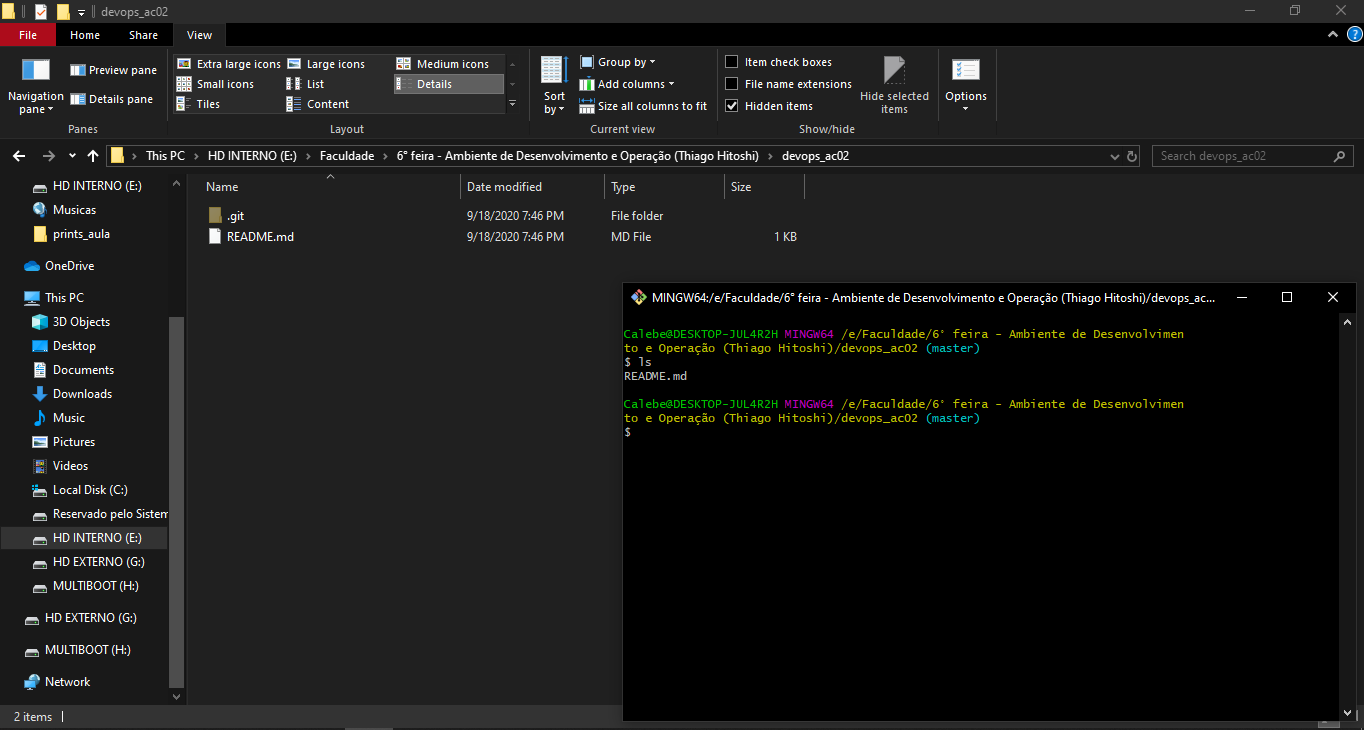 devops_ac02
File Home Share View
Navigation pane
Preview pane
Details pane
Panes
Extra large icons Large icons Medium icons
Small icons List Details
Tiles Content
Layout
Sort by
Group by
Add columns
Size all columns to fit
Current view
Item check boxes
File name extensions
Hidden items
Hide selected items
Show/hide
Options
This PC HD INTERNO (E:) Faculdade 6° feira - Ambiente de Desenvolvimento e Operação (Thiago Hitoshi) devops_ac02
Search devops_ac02
HD INTERNO (E:)
Musicas
prints_aula
OneDrive
This PC
3D Objects
Desktop
Documents
Downloads
Music
Pictures
Videos
Local Disk (C:)
Reservado pelo Sistem
HD INTERNO (E:)
HD EXTERNO (G:)
MULTIBOOT (H:)
HD EXTERNO (G:)
MULTIBOOT (H:)
Network
Name Date modified Type Size
.git 9/18/2020 7:46 PM File folder
README.md 9/18/2020 7:46 PM MD File 1 KB
MINGW64:/e/Faculdade/6° feira - Ambiente de Desenvolvimento e Operação (Thiago Hitoshi)/devops_ac...
Calebe@DESKTOP-JUL4R2H MINGW64 /e/Faculdade/6° feira - Ambiente de Desenvolvimen
to e Operação (Thiago Hitoshi)/devops_ac02 (master)
$ ls
README.md
Calebe@DESKTOP-JUL4R2H MINGW64 /e/Faculdade/6° feira - Ambiente de Desenvolvimen
to e Operação (Thiago Hitoshi)/devops_ac02 (master)
$
2 items